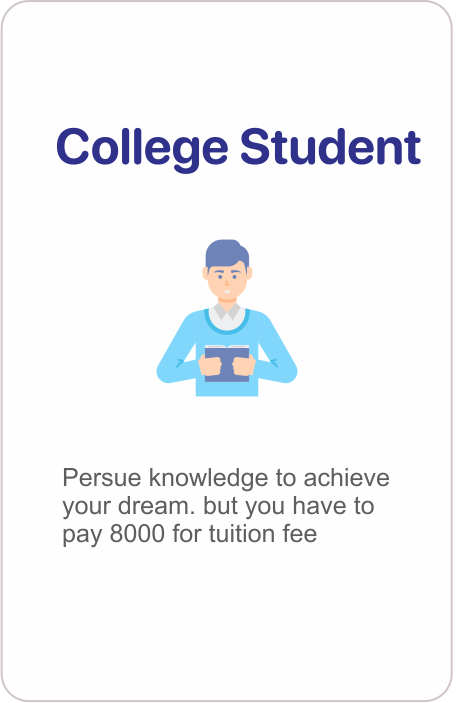 College Student
Persue knowledge to achieve
your dream. but you have to
pay 8000 for tuition fee